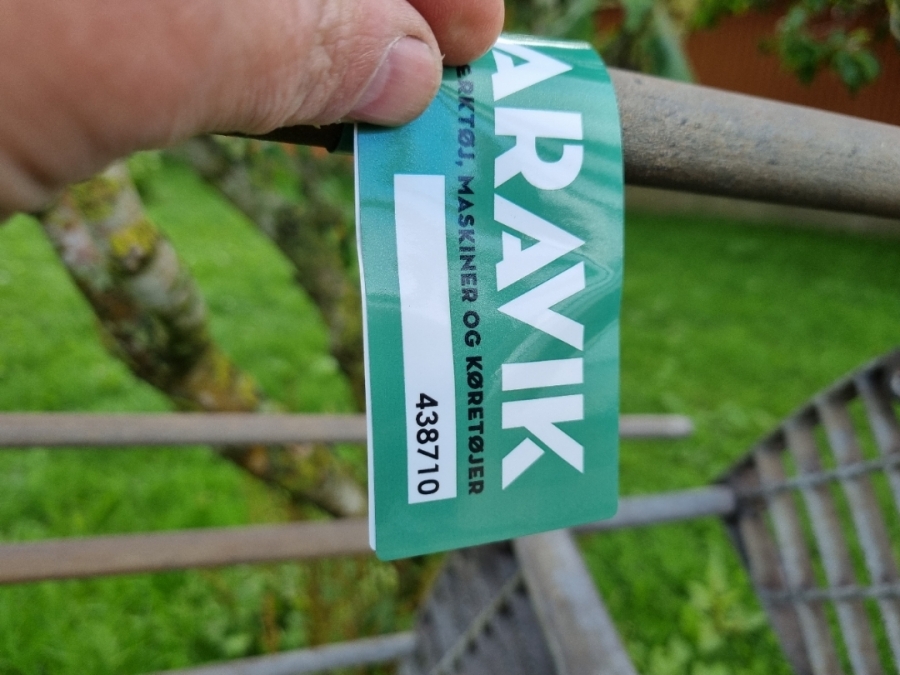 ARAVIK
ERKTØJ, MASKINER OG KØRETØJER
438710